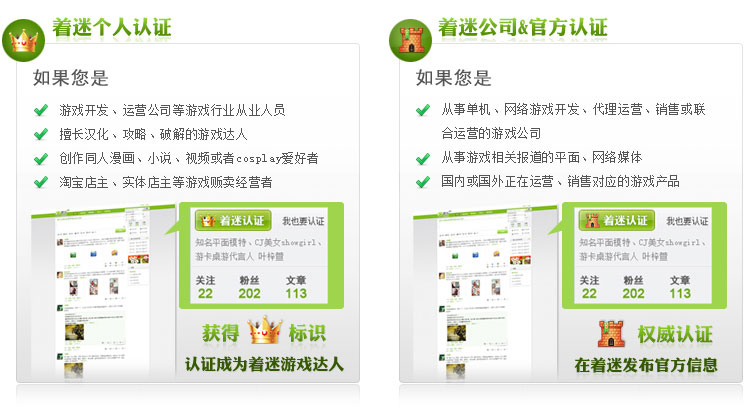 着迷个人认证
如果您是
游戏开发、运营公司等游戏行业从业人员
擅长汉化、攻略、破解的游戏达人
创作同人漫画、小说、视频或者cosplay爱好者
淘宝店主、实体店主等游戏贩卖经营者
着迷认证 我也要认证
知名平面模特、CJ美女showgirl、
游卡桌游代言人 叶梓萱
关注 粉丝 文章
22 202 113
获得 标识
认证成为着迷游戏达人
着迷公司&官方认证
如果您是
从事单机、网络游戏开发、代理运营、销售或联
合运营的游戏公司
从事游戏相关报道的平面、网络媒体
国内或国外正在运营、销售对应的游戏产品
着迷认证 我也要认证
知名平面模特、CJ美女showgirl、
游卡桌游代言人 叶梓萱
关注 粉丝 文章
22 202 113
权威认证
在着迷发布官方信息